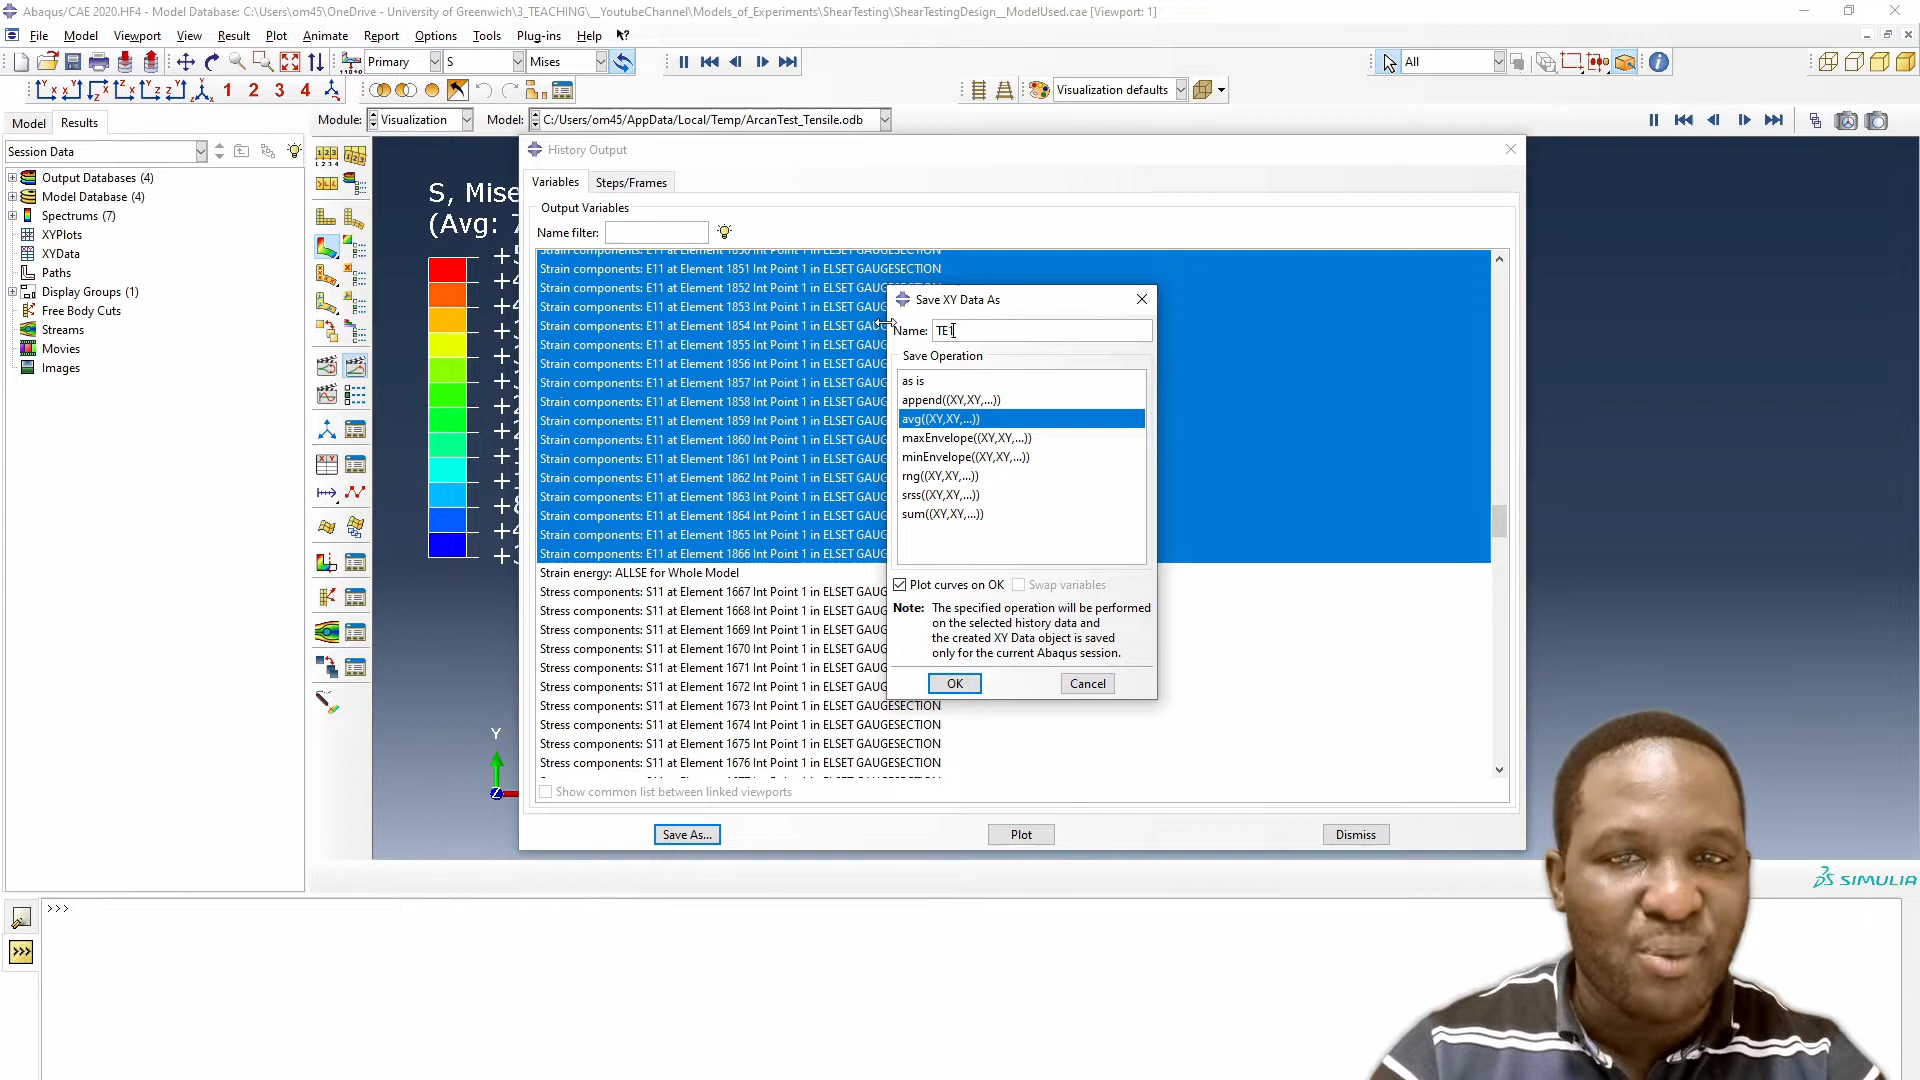 Abaqus/CAE 2020.HF4 - Model Database: C:\Users\om45\OneDrive - University of Greenwich\3_TEACHING\__YoutubeChannel\Models_of_Experiments\ShearTesting\ShearTestingDesign__ModelUsed.cae [Viewport: 1]
File Model Viewport View Result Plot Animate Report Options Tools Plug-ins Help
Primary S Mises All
1 2 3 4 Visualization defaults
Model Results Module: Visualization Model: C:/Users/om45/AppData/Local/Temp/ArcanTest_Tensile.odb
Session Data
Output Databases (4)
Model Database (4)
Spectrums (7)
XYPlots
XYData
Paths
Display Groups (1)
Free Body Cuts
Streams
Movies
Images
S, Mise
(Avg: 7
Y
Z
History Output
Variables Steps/Frames
Output Variables
Name filter:
Strain components: E11 at Element 1850 Int Point 1 in ELSET GAUGESECTION
Strain components: E11 at Element 1851 Int Point 1 in ELSET GAUGESECTION
Strain components: E11 at Element 1852 Int Point 1 in ELSET GAUGESECTION
Strain components: E11 at Element 1853 Int Point 1 in ELSET GAUG
Strain components: E11 at Element 1854 Int Point 1 in ELSET GAUG
Strain components: E11 at Element 1855 Int Point 1 in ELSET GAUG
Strain components: E11 at Element 1856 Int Point 1 in ELSET GAUG
Strain components: E11 at Element 1857 Int Point 1 in ELSET GAUG
Strain components: E11 at Element 1858 Int Point 1 in ELSET GAUG
Strain components: E11 at Element 1859 Int Point 1 in ELSET GAUG
Strain components: E11 at Element 1860 Int Point 1 in ELSET GAUG
Strain components: E11 at Element 1861 Int Point 1 in ELSET GAUG
Strain components: E11 at Element 1862 Int Point 1 in ELSET GAUG
Strain components: E11 at Element 1863 Int Point 1 in ELSET GAUG
Strain components: E11 at Element 1864 Int Point 1 in ELSET GAUG
Strain components: E11 at Element 1865 Int Point 1 in ELSET GAUG
Strain components: E11 at Element 1866 Int Point 1 in ELSET GAUG
Strain energy: ALLSE for Whole Model
Stress components: S11 at Element 1667 Int Point 1 in ELSET GAUG
Stress components: S11 at Element 1668 Int Point 1 in ELSET GAUG
Stress components: S11 at Element 1669 Int Point 1 in ELSET GAUG
Stress components: S11 at Element 1670 Int Point 1 in ELSET GAUG
Stress components: S11 at Element 1671 Int Point 1 in ELSET GAUG
Stress components: S11 at Element 1672 Int Point 1 in ELSET GAUG
Stress components: S11 at Element 1673 Int Point 1 in ELSET GAUGESECTION
Stress components: S11 at Element 1674 Int Point 1 in ELSET GAUGESECTION
Stress components: S11 at Element 1675 Int Point 1 in ELSET GAUGESECTION
Stress components: S11 at Element 1676 Int Point 1 in ELSET GAUGESECTION
Show common list between linked viewports
Save As... Plot Dismiss
Save XY Data As
Name: TE1
Save Operation
as is
append((XY,XY,...))
avg((XY,XY,...))
maxEnvelope((XY,XY,...))
minEnvelope((XY,XY,...))
rng((XY,XY,...))
srss((XY,XY,...))
sum((XY,XY,...))
Plot curves on OK Swap variables
Note: The specified operation will be performed
on the selected history data and
the created XY Data object is saved
only for the current Abaqus session.
OK Cancel
SIMULIA
>>>
>>>